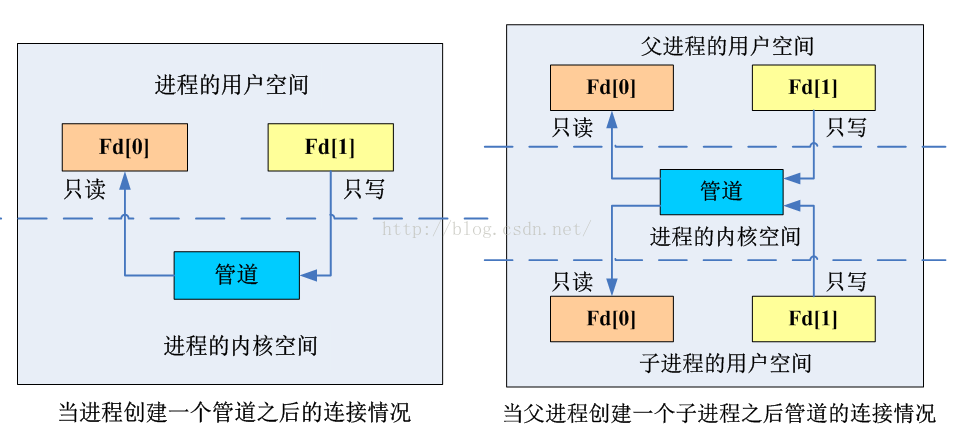 进程的用户空间
Fd[0]
Fd[1]
只读
只写
管道
进程的内核空间
当进程创建一个管道之后的连接情况
父进程的用户空间
Fd[0]
Fd[1]
只读
只写
管道
进程的内核空间
只读
只写
Fd[0]
Fd[1]
子进程的用户空间
当父进程创建一个子进程之后管道的连接情况
http://blog.csdn.net/